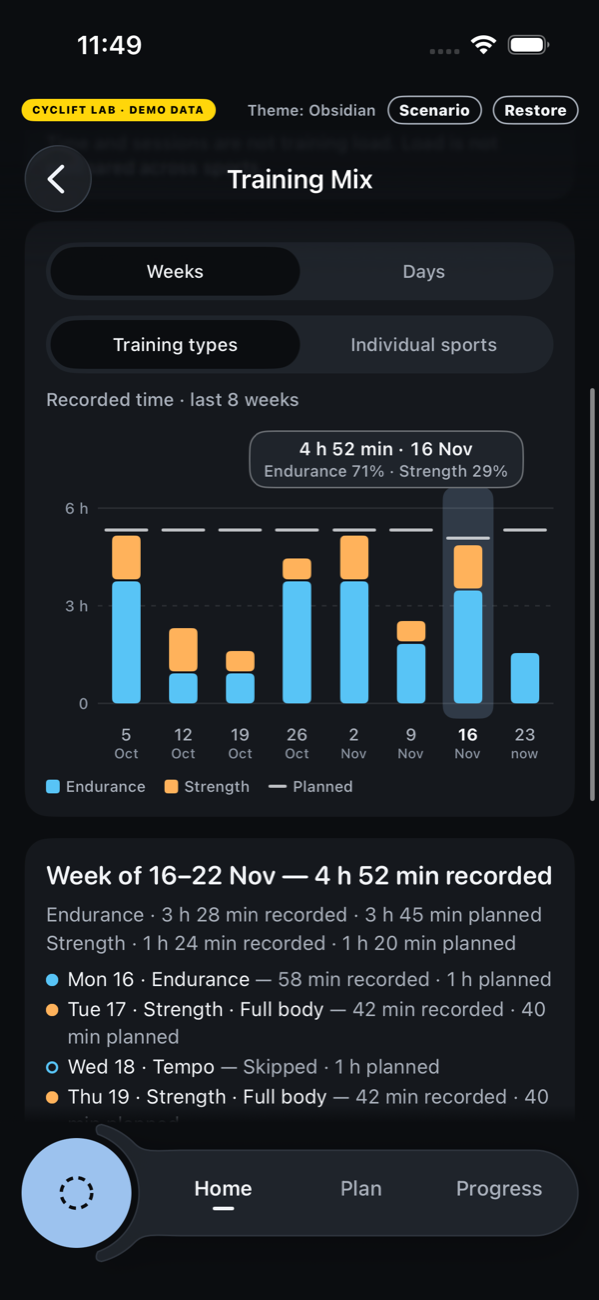 11:49
CYCLIFT LAB · DEMO DATA
Theme: Obsidian
Scenario
Restore
Training Mix
Weeks
Days
Training types
Individual sports
Recorded time · last 8 weeks
4 h 52 min · 16 Nov
Endurance 71% · Strength 29%
6 h
3 h
0
5 12 19 26 2 9 16 23
Oct Oct Oct Oct Nov Nov Nov now
Endurance
Strength
Planned
Week of 16–22 Nov — 4 h 52 min recorded
Endurance · 3 h 28 min recorded · 3 h 45 min planned
Strength · 1 h 24 min recorded · 1 h 20 min planned
Mon 16 · Endurance — 58 min recorded · 1 h planned
Tue 17 · Strength · Full body — 42 min recorded · 40
min planned
Wed 18 · Tempo — Skipped · 1 h planned
Thu 19 · Strength · Full body — 42 min recorded · 40
Home
Plan
Progress